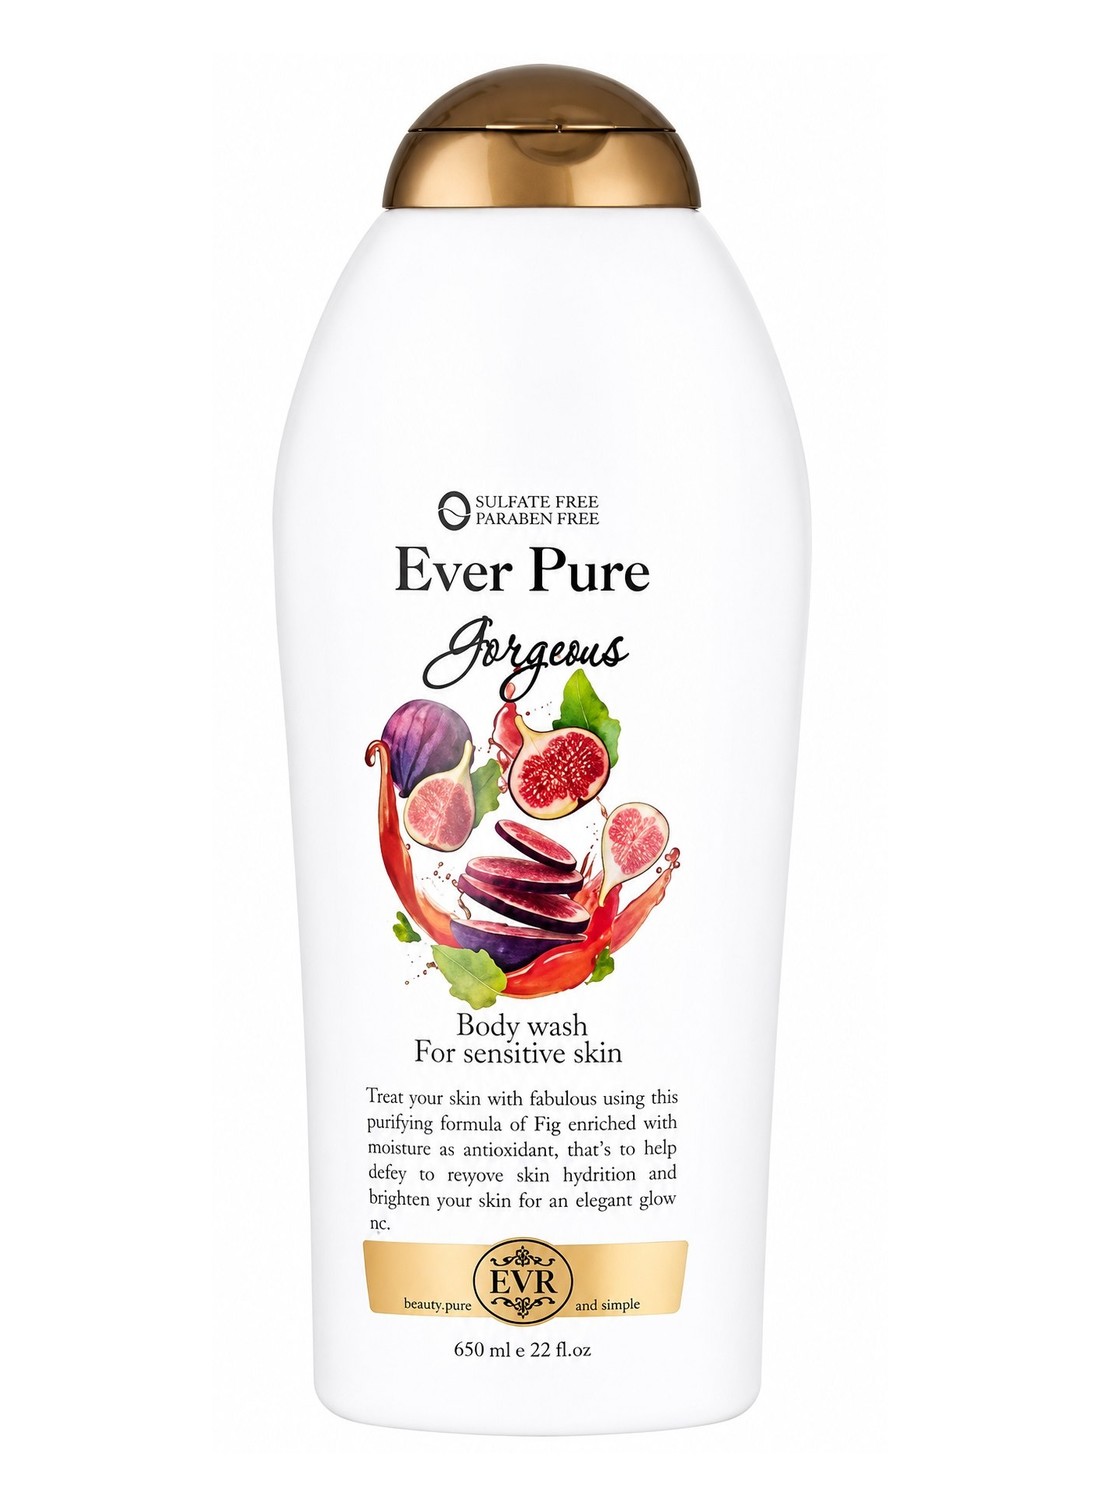 SULFATE FREE
PARABEN FREE
Ever Pure
Gorgeous
Body wash
For sensitive skin
Treat your skin with fabulous using this
purifying formula of Fig enriched with
moisture as antioxidant, that's to help
defey to reyove skin hydrition and
brighten your skin for an elegant glow
nc.
EVR
beauty.pure and simple
650 ml e 22 fl.oz